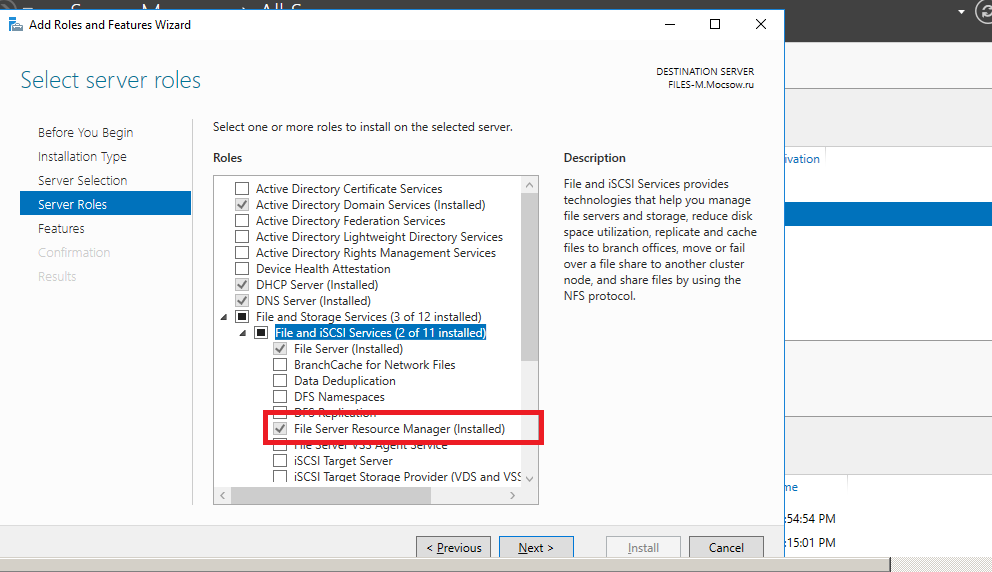 Add Roles and Features Wizard
Select server roles
DESTINATION SERVER
FILES-M.Mocsow.ru
Before You Begin
Installation Type
Server Selection
Server Roles
Features
Confirmation
Results
Select one or more roles to install on the selected server.
Roles
Active Directory Certificate Services
Active Directory Domain Services (Installed)
Active Directory Federation Services
Active Directory Lightweight Directory Services
Active Directory Rights Management Services
Device Health Attestation
DHCP Server (Installed)
DNS Server (Installed)
File and Storage Services (3 of 12 installed)
File and iSCSI Services (2 of 11 installed)
File Server (Installed)
BranchCache for Network Files
Data Deduplication
DFS Namespaces
DFS Replication
File Server Resource Manager (Installed)
File Server VSS Agent Service
iSCSI Target Server
iSCSI Target Storage Provider (VDS and VSS
Description
File and iSCSI Services provides
technologies that help you manage
file servers and storage, reduce disk
space utilization, replicate and cache
files to branch offices, move or fail
over a file share to another cluster
node, and share files by using the
NFS protocol.
< Previous
Next >
Install
Cancel
ivation
me
:54:54 PM
:15:01 PM